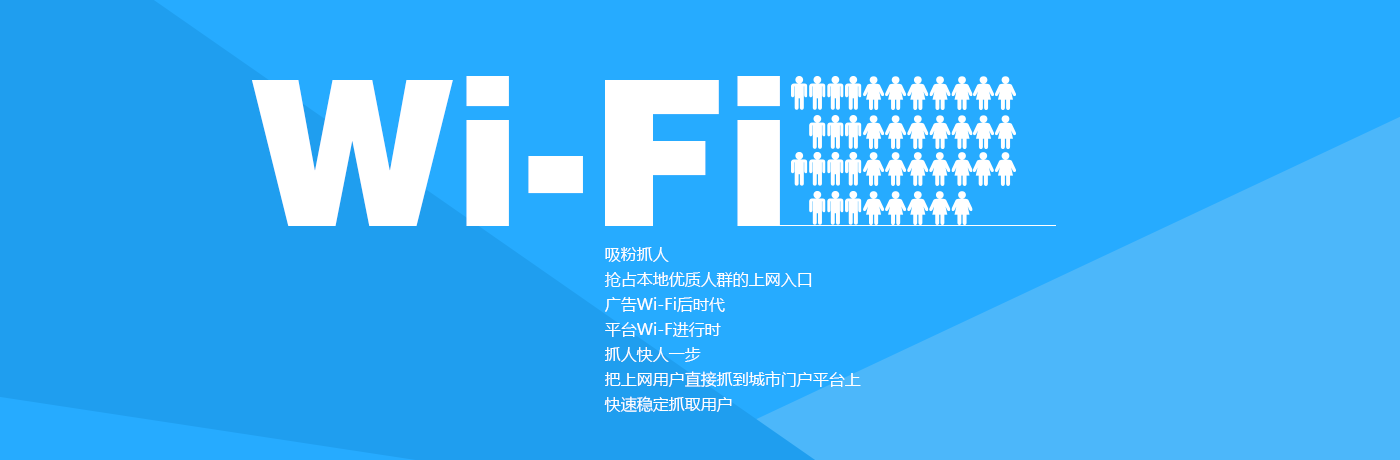 Wi-Fi
吸粉抓人
抢占本地优质人群的上网入口
广告Wi-Fi后时代
平台Wi-F进行时
抓人快人一步
把上网用户直接抓到城市门户平台上
快速稳定抓取用户